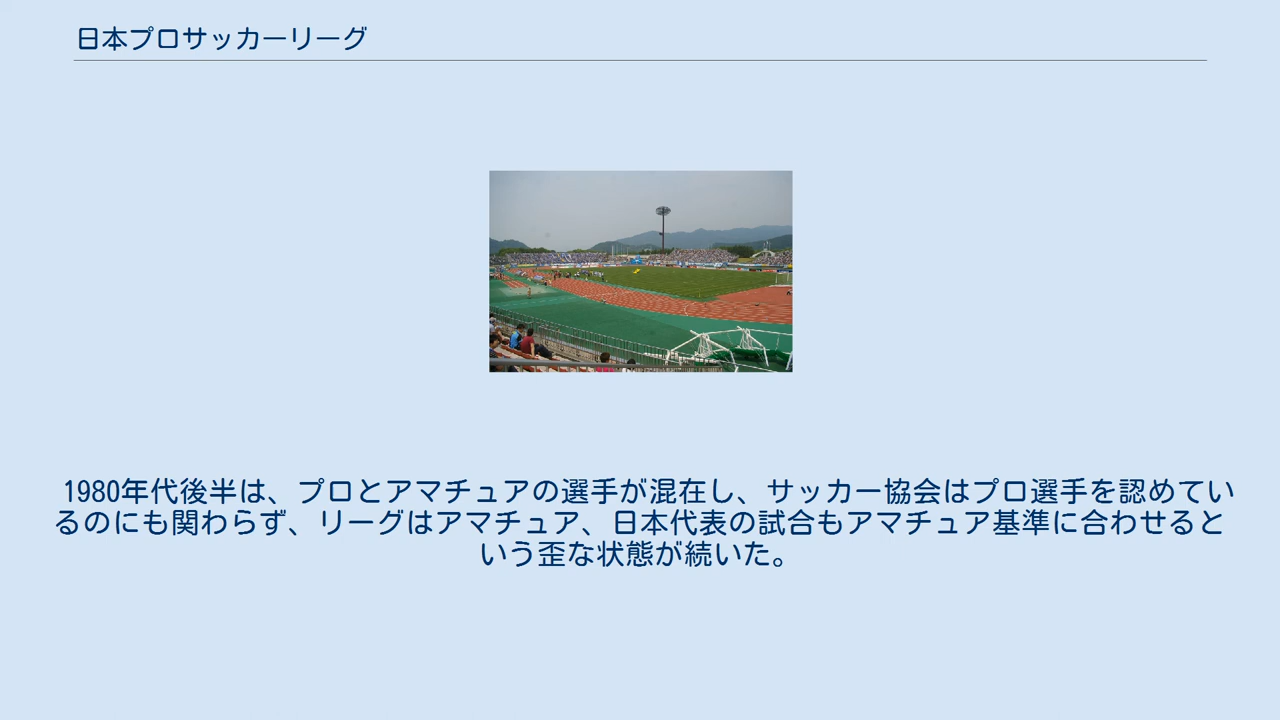 日本プロサッカーリーグ
1980年代後半は、プロとアマチュアの選手が混在し、サッカー協会はプロ選手を認めてい
るのにも関わらず、リーグはアマチュア、日本代表の試合もアマチュア基準に合わせると
いう歪な状態が続いた。